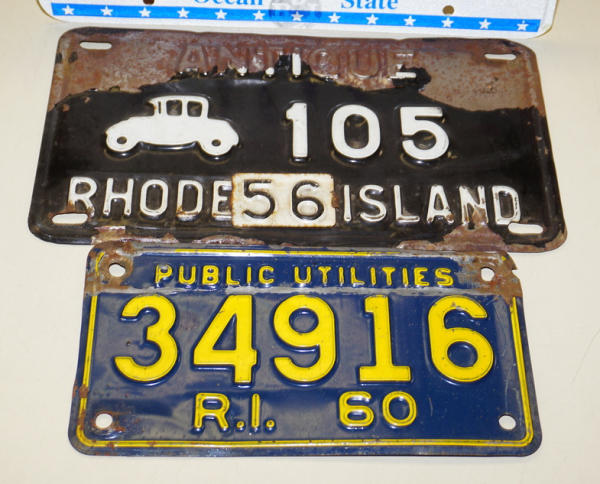 Ocean State
ANTIQUE
105
RHODE 56 ISLAND
PUBLIC UTILITIES
34916
R.I. 60